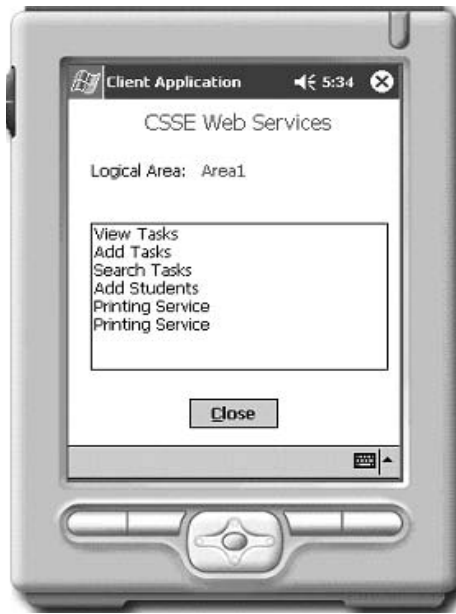 Client Application 5:34
CSSE Web Services
Logical Area: Area1
View Tasks
Add Tasks
Search Tasks
Add Students
Printing Service
Printing Service
Close